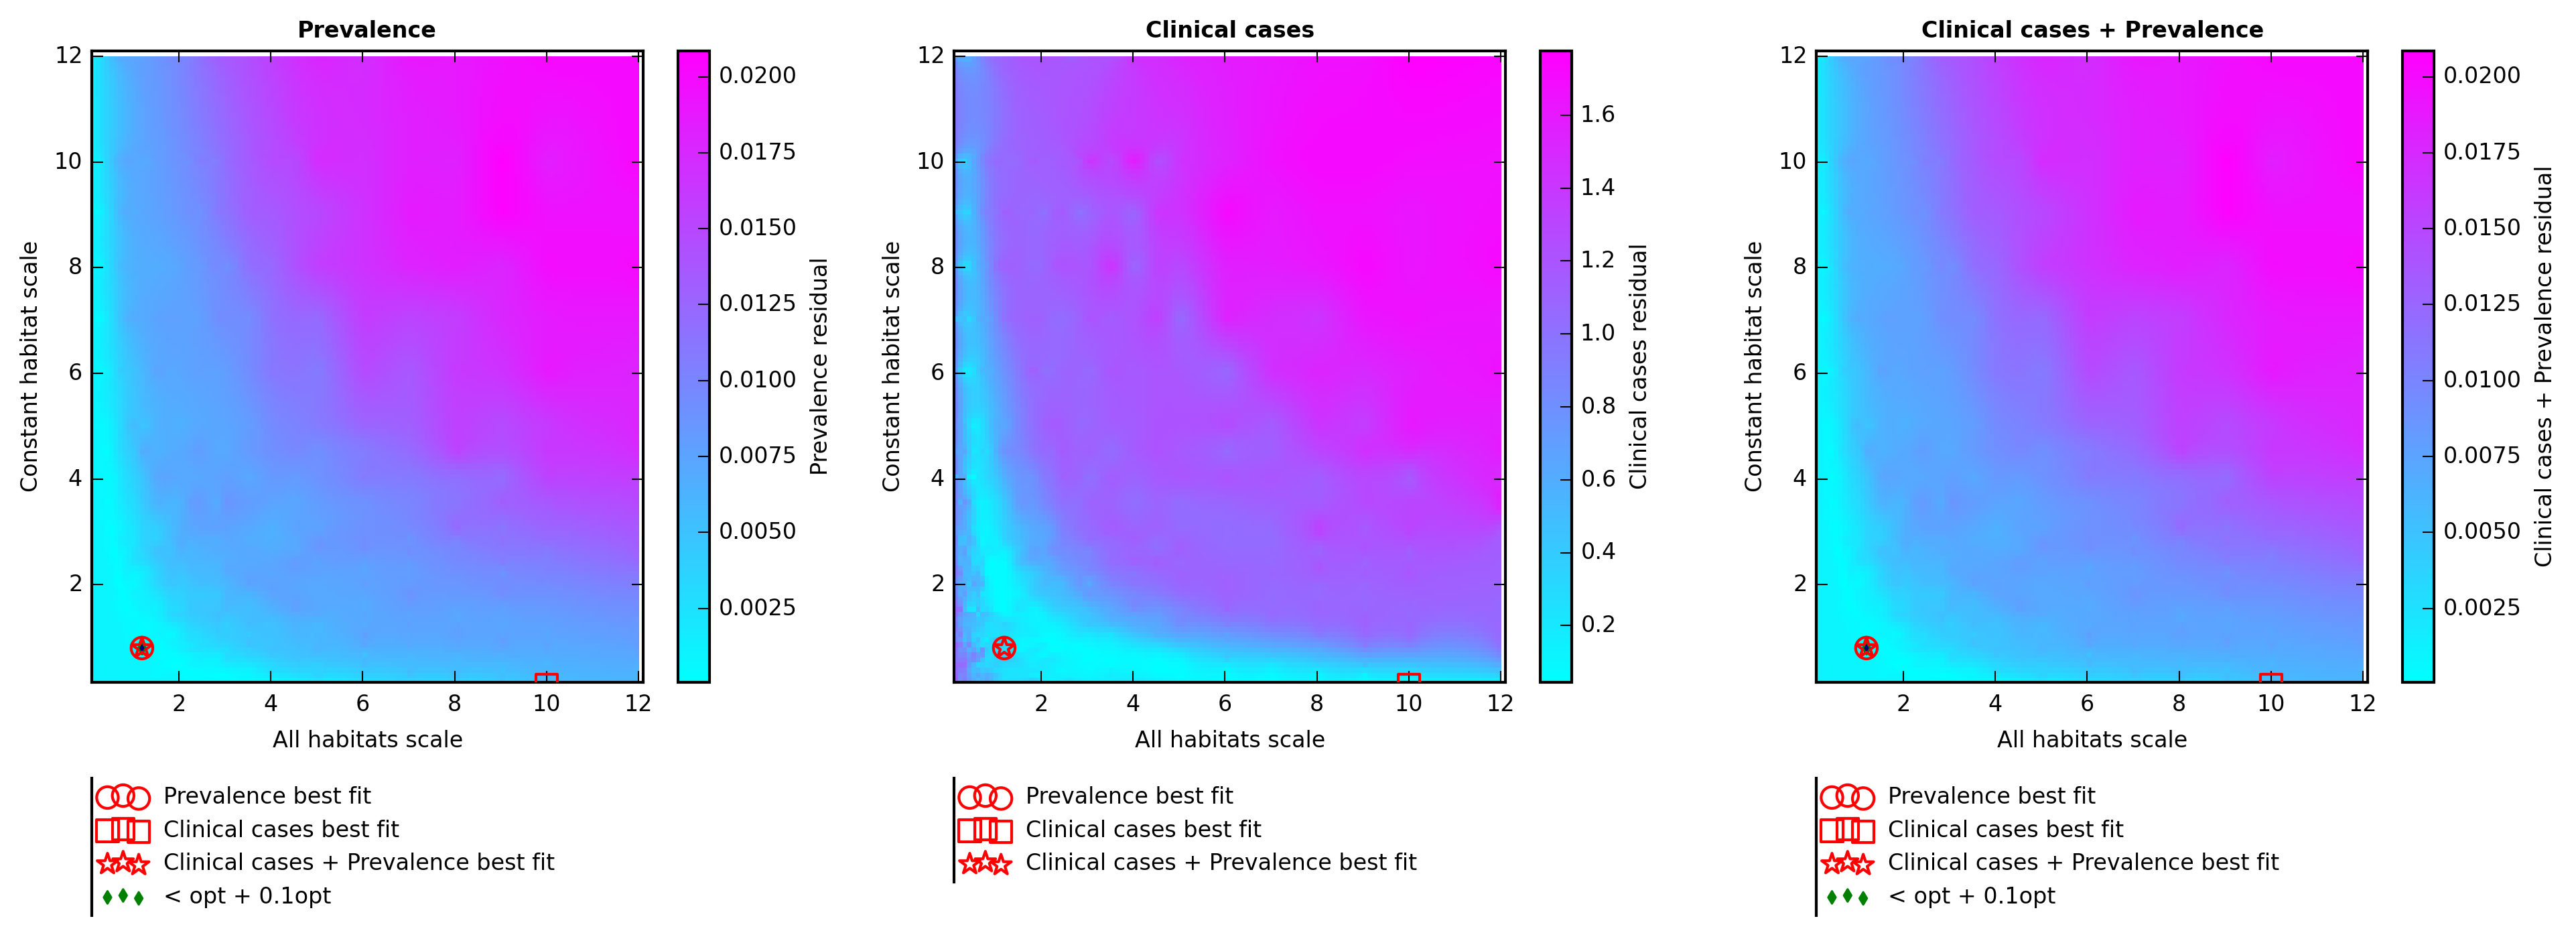 Prevalence
12
10
8
6
4
2
Constant habitat scale
2 4 6 8 10 12
All habitats scale
0.0200
0.0175
0.0150
0.0125
0.0100
0.0075
0.0050
0.0025
Prevalence residual
Prevalence best fit
Clinical cases best fit
Clinical cases + Prevalence best fit
< opt + 0.1opt
Clinical cases
12
10
8
6
4
2
Constant habitat scale
2 4 6 8 10 12
All habitats scale
1.6
1.4
1.2
1.0
0.8
0.6
0.4
0.2
Clinical cases residual
Prevalence best fit
Clinical cases best fit
Clinical cases + Prevalence best fit
Clinical cases + Prevalence
12
10
8
6
4
2
Constant habitat scale
2 4 6 8 10 12
All habitats scale
0.0200
0.0175
0.0150
0.0125
0.0100
0.0075
0.0050
0.0025
Clinical cases + Prevalence residual
Prevalence best fit
Clinical cases best fit
Clinical cases + Prevalence best fit
< opt + 0.1opt